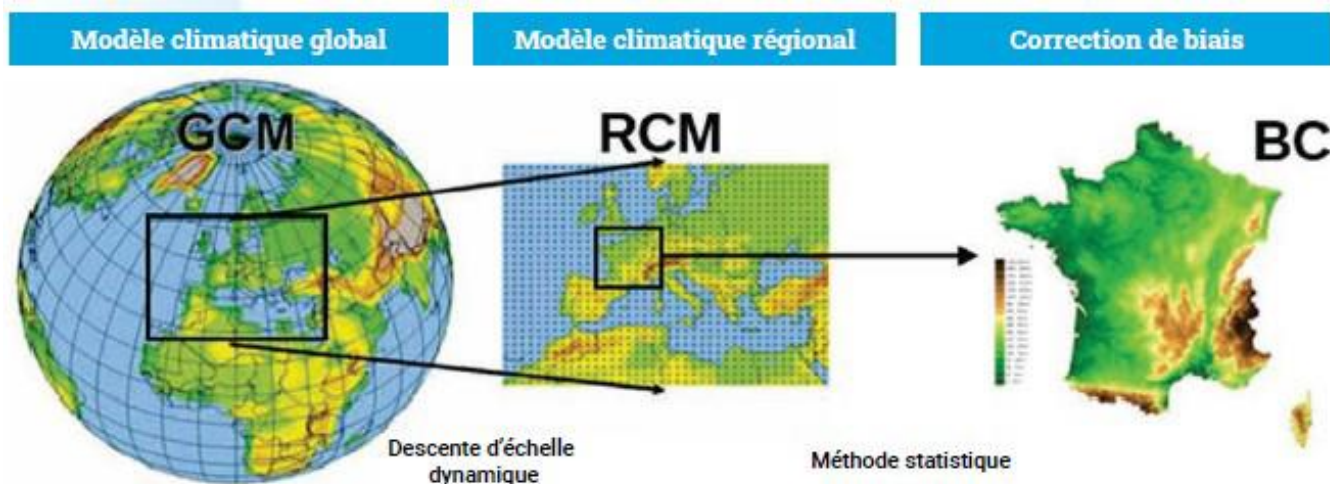 Modèle climatique global
Modèle climatique régional
Correction de biais
GCM
RCM
BC
Descente d'échelle
dynamique
Méthode statistique